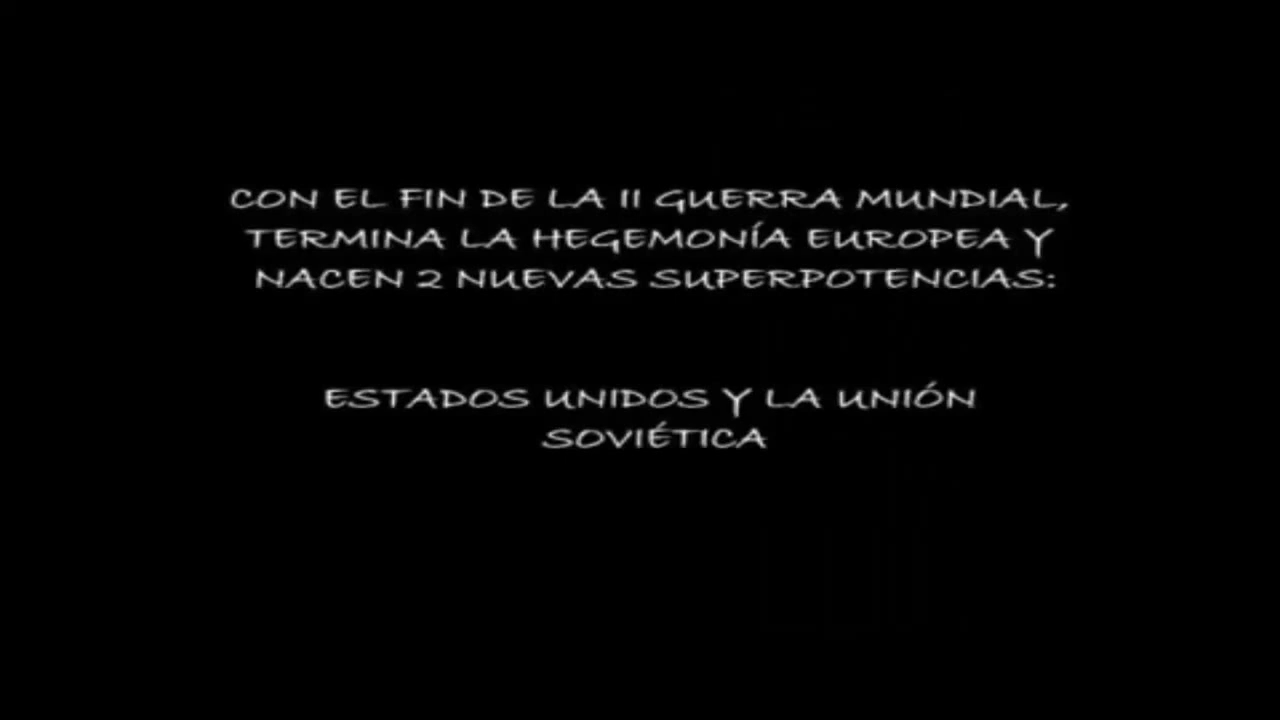 CON EL FIN DE LA II GUERRA MUNDIAL,
TERMINA LA HEGEMONÍA EUROPEA Y
NACEN 2 NUEVAS SUPERPOTENCIAS:
ESTADOS UNIDOS Y LA UNIÓN
SOVIÉTICA